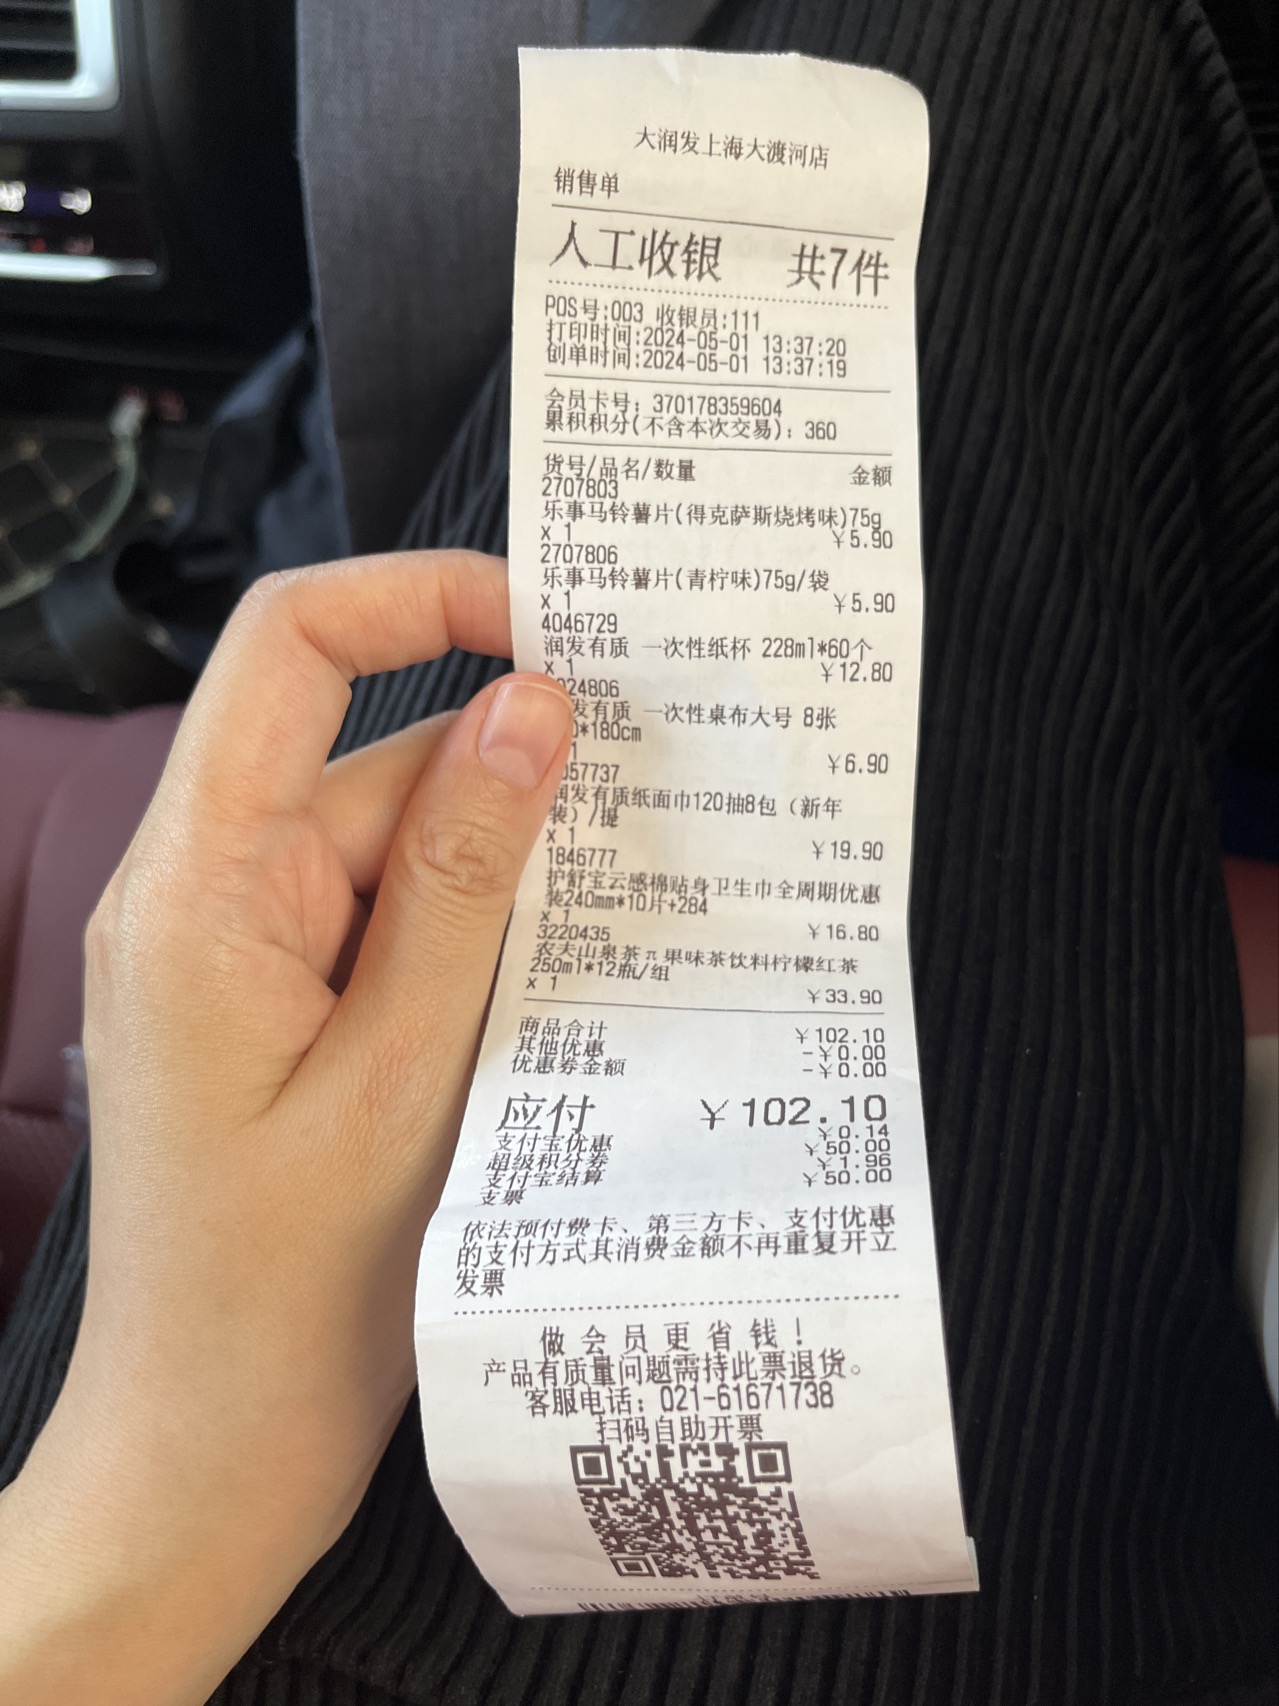 大润发上海大渡河店
销售单
人工收银 共7件
POS号:003 收银员:111
打印时间:2024-05-01 13:37:20
创单时间:2024-05-01 13:37:19
会员卡号: 370178359604
累积积分(不含本次交易): 360
货号/品名/数量 金额
2707803
乐事马铃薯片(得克萨斯烧烤味)75g
x 1 ￥5.90
2707806
乐事马铃薯片(青柠味)75g/袋
x 1 ￥5.90
4046729
润发有质 一次性纸杯 228ml*60个
x 1 ￥12.80
24806
发有质 一次性桌布大号 8张
*180cm
1 ￥6.90
057737
润发有质纸面巾120抽8包（新年
装）/提
x 1 ￥19.90
1846777
护舒宝云感棉贴身卫生巾全周期优惠
装240mm*10片+284
x 1 ￥16.80
3220435
农夫山泉茶π果味茶饮料柠檬红茶
250ml*12瓶/组
x 1 ￥33.90
商品合计 ￥102.10
其他优惠 -￥0.00
优惠券金额 -￥0.00
应付 ￥102.10
支付宝优惠 ￥0.14
超级积分券 ￥50.00
支付宝结算 ￥1.96
支票 ￥50.00
依法预付费卡、第三方卡、支付优惠
的支付方式其消费金额不再重复开立
发票
做会员更省钱！
产品有质量问题需持此票退货。
客服电话: 021-61671738
扫码自助开票